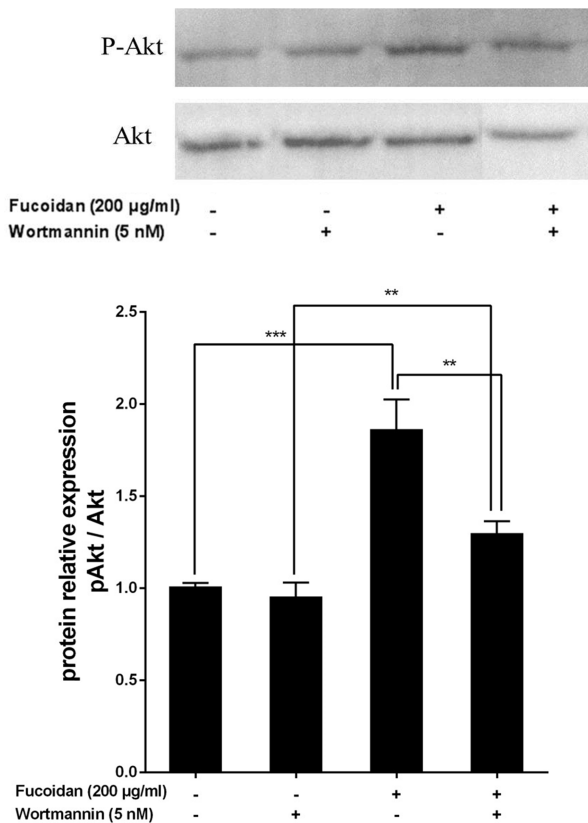 P-Akt
Akt
Fucoidan (200 µg/ml) - - + +
Wortmannin (5 nM) - + - +
2.5
2.0
1.5
1.0
0.5
0.0
protein relative expression
pAkt / Akt
***
**
**
Fucoidan (200 µg/ml) - - + +
Wortmannin (5 nM) - + - +